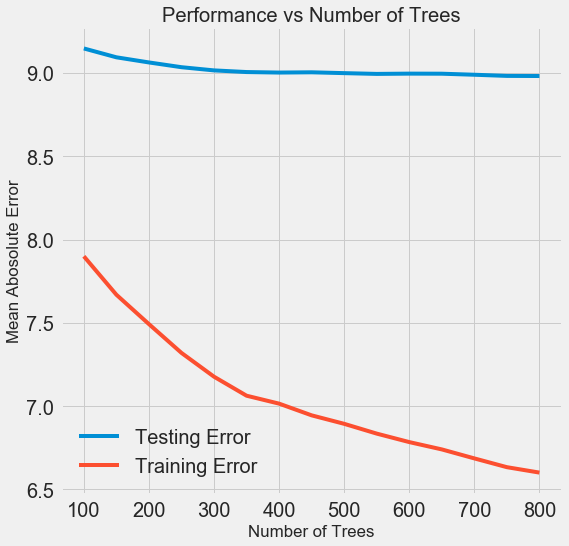 Performance vs Number of Trees
Mean Abosolute Error
9.0
8.5
8.0
7.5
7.0
6.5
Testing Error
Training Error
100 200 300 400 500 600 700 800
Number of Trees